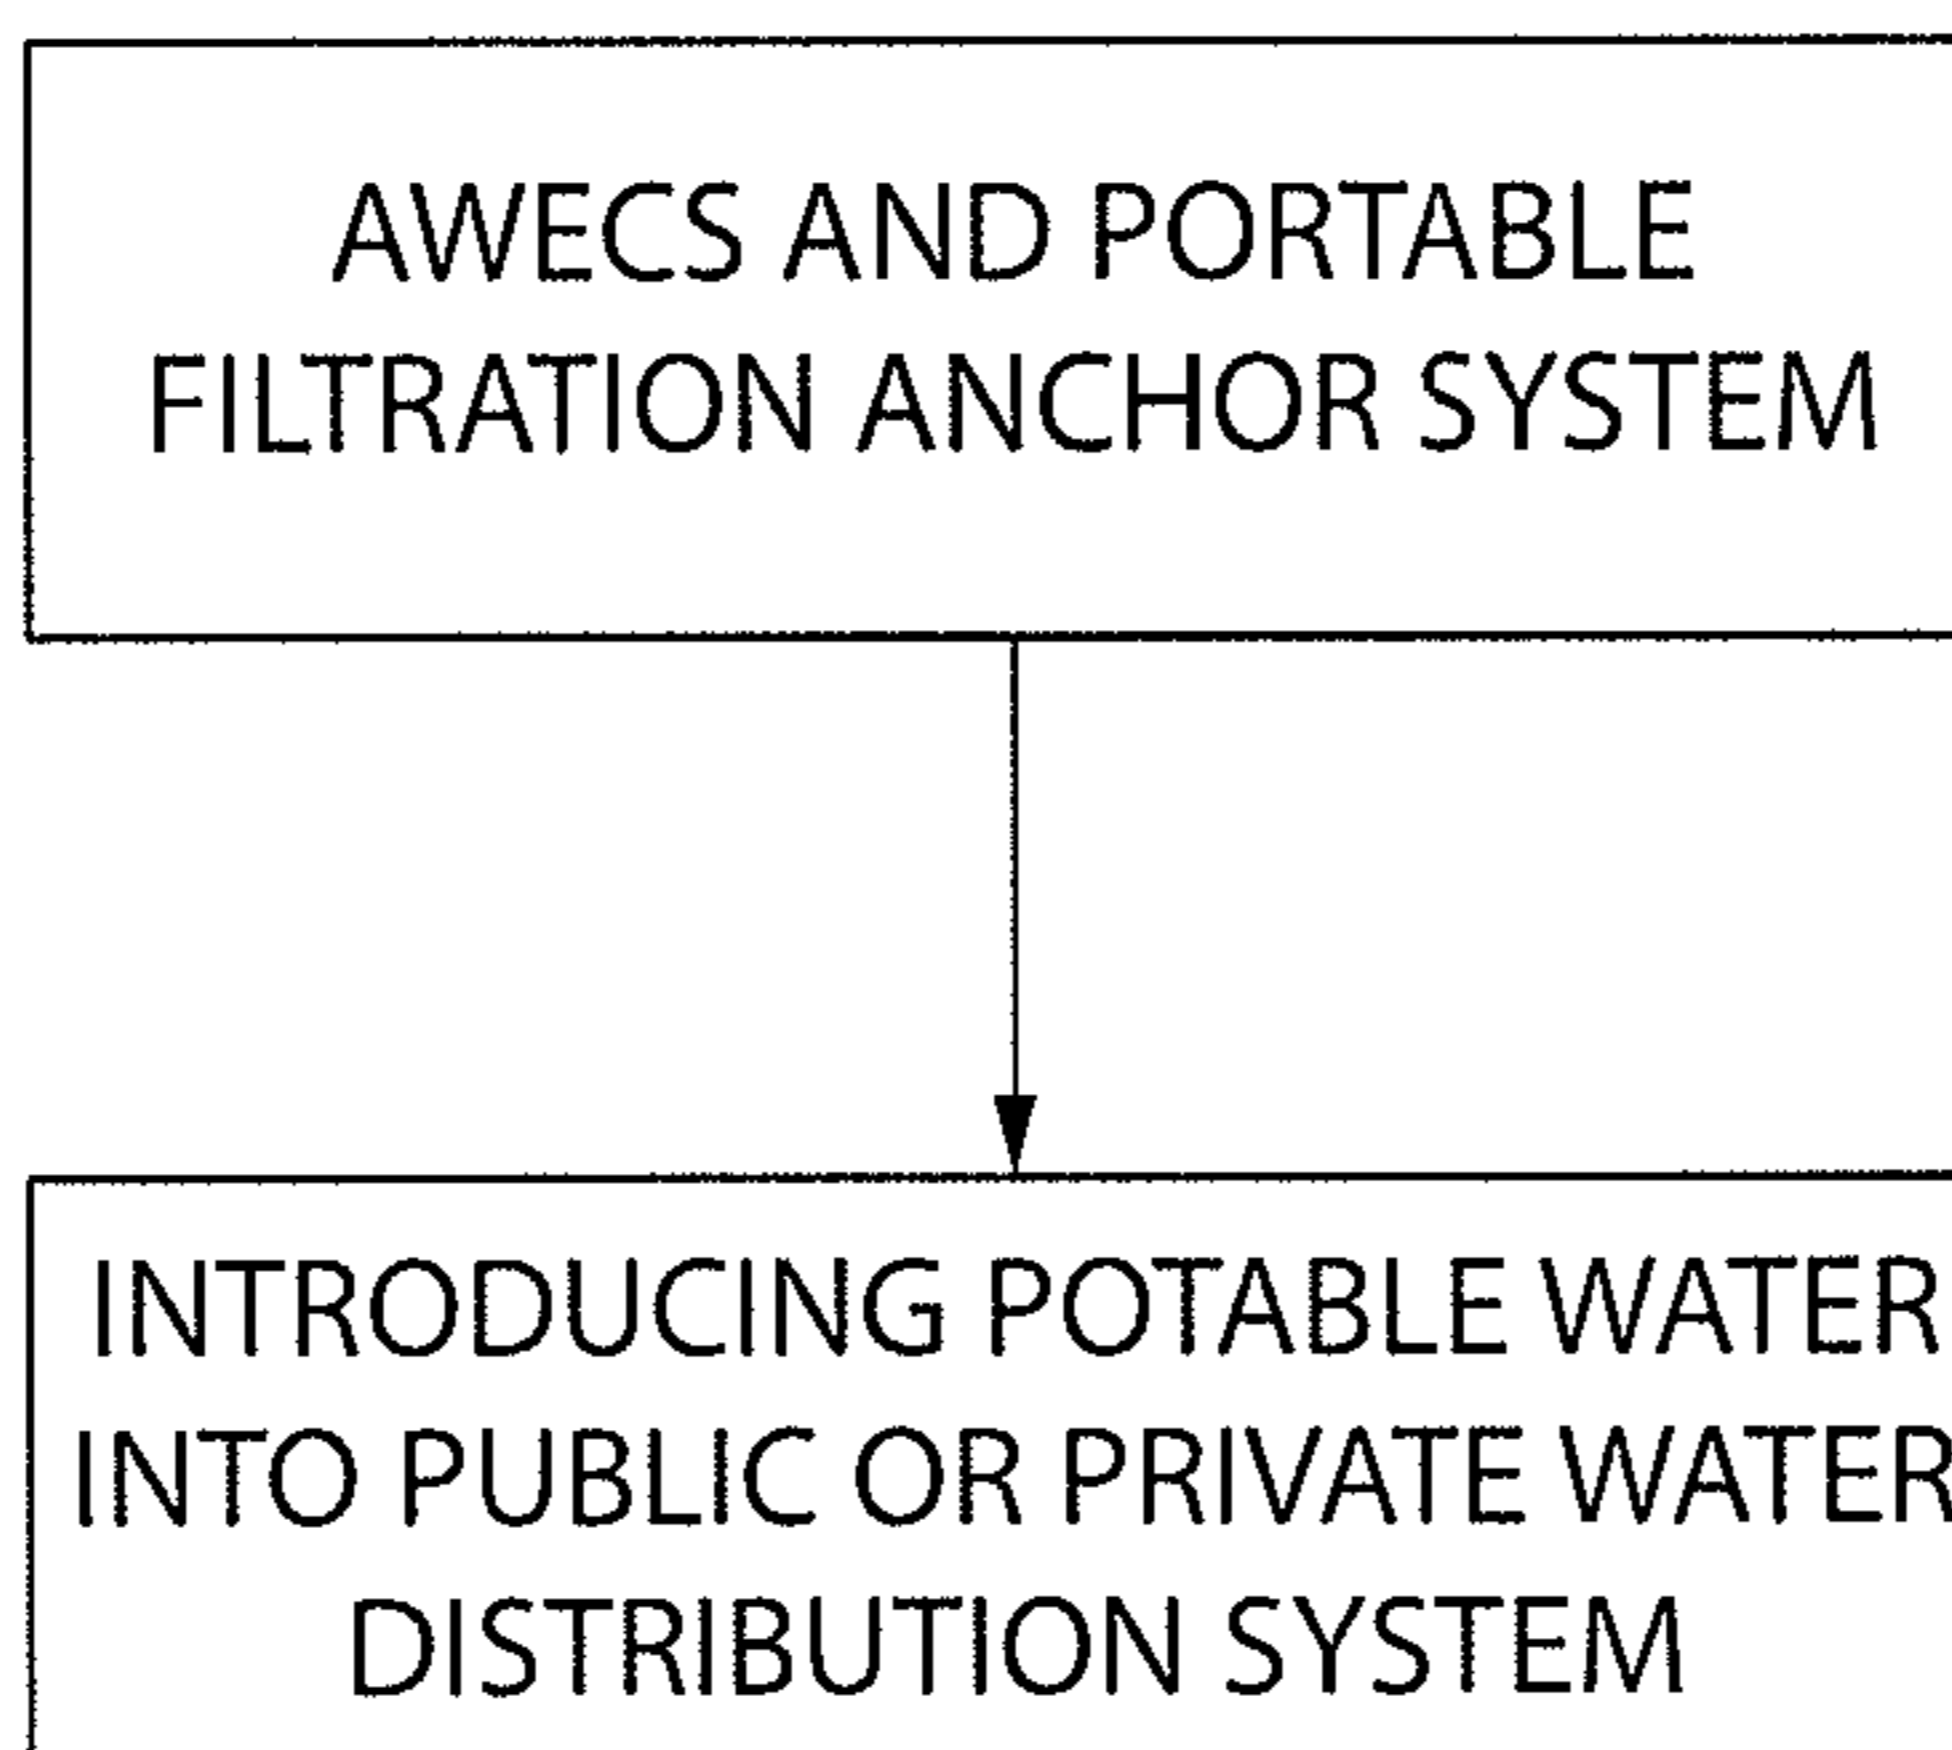 AWECS AND PORTABLE
FILTRATION ANCHOR SYSTEM
INTRODUCING POTABLE WATER
INTO PUBLIC OR PRIVATE WATER
DISTRIBUTION SYSTEM